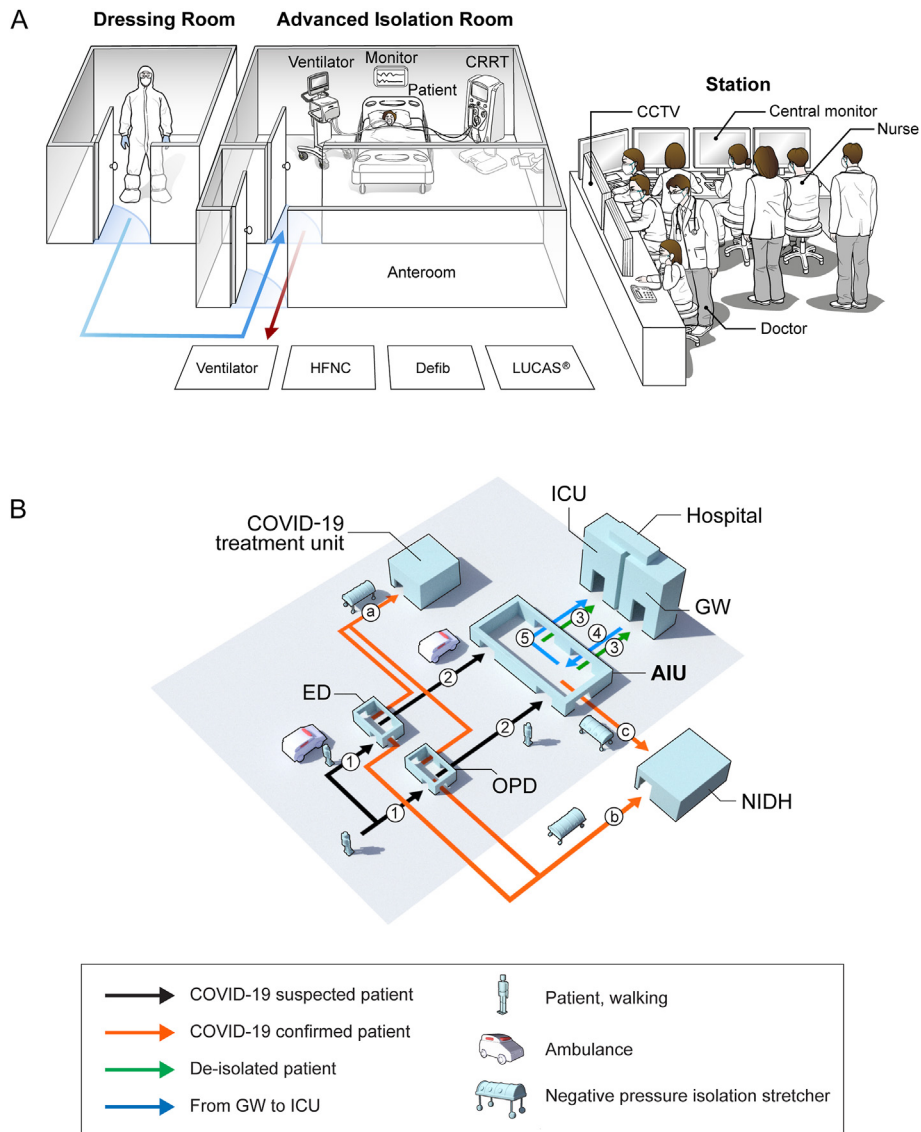 A
Dressing Room
Advanced Isolation Room
Ventilator
Monitor
Patient
CRRT
Anteroom
Ventilator
HFNC
Defib
LUCAS®
Station
CCTV
Central monitor
Nurse
Doctor
B
COVID-19
treatment unit
ICU
Hospital
GW
a
5
3
4
3
AIU
2
ED
2
c
1
OPD
NIDH
1
b
COVID-19 suspected patient
COVID-19 confirmed patient
De-isolated patient
From GW to ICU
Patient, walking
Ambulance
Negative pressure isolation stretcher